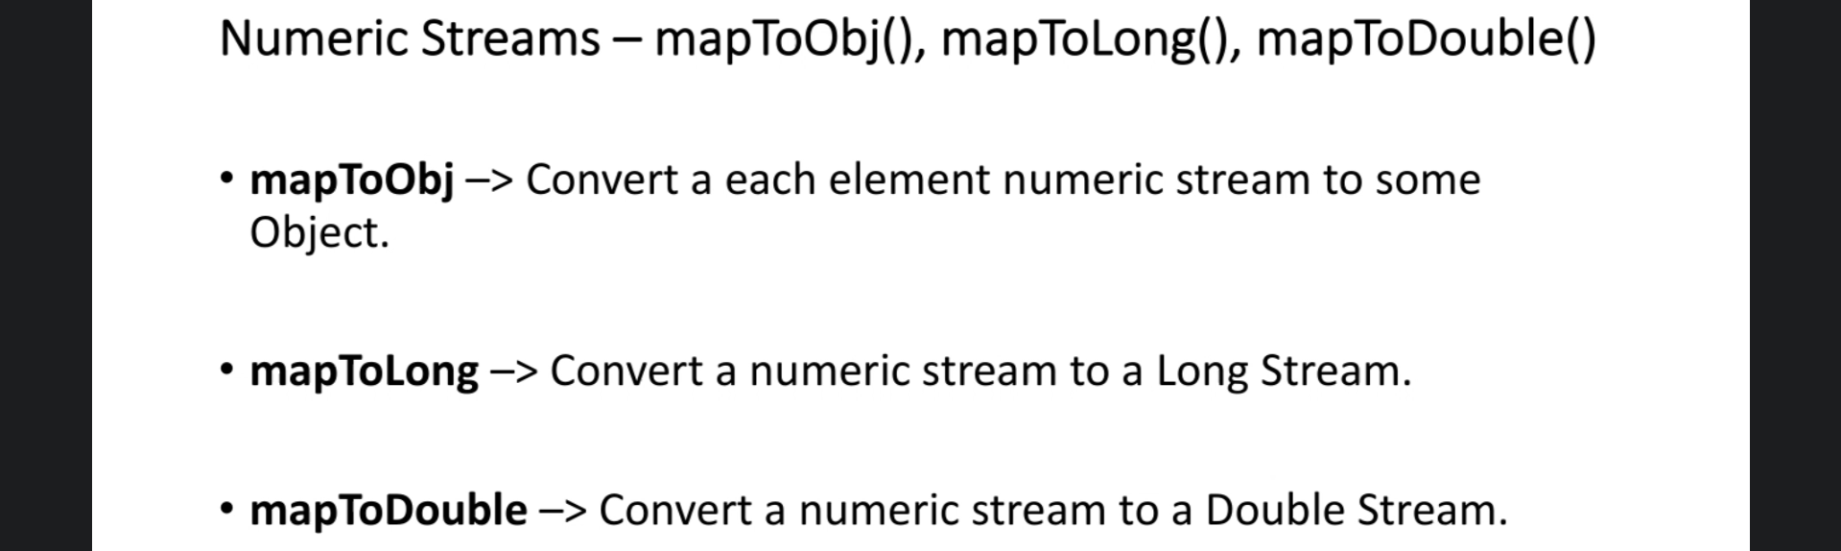 Numeric Streams – mapToObj(), mapToLong(), mapToDouble()
• mapToObj –> Convert a each element numeric stream to some
Object.
• mapToLong –> Convert a numeric stream to a Long Stream.
• mapToDouble –> Convert a numeric stream to a Double Stream.